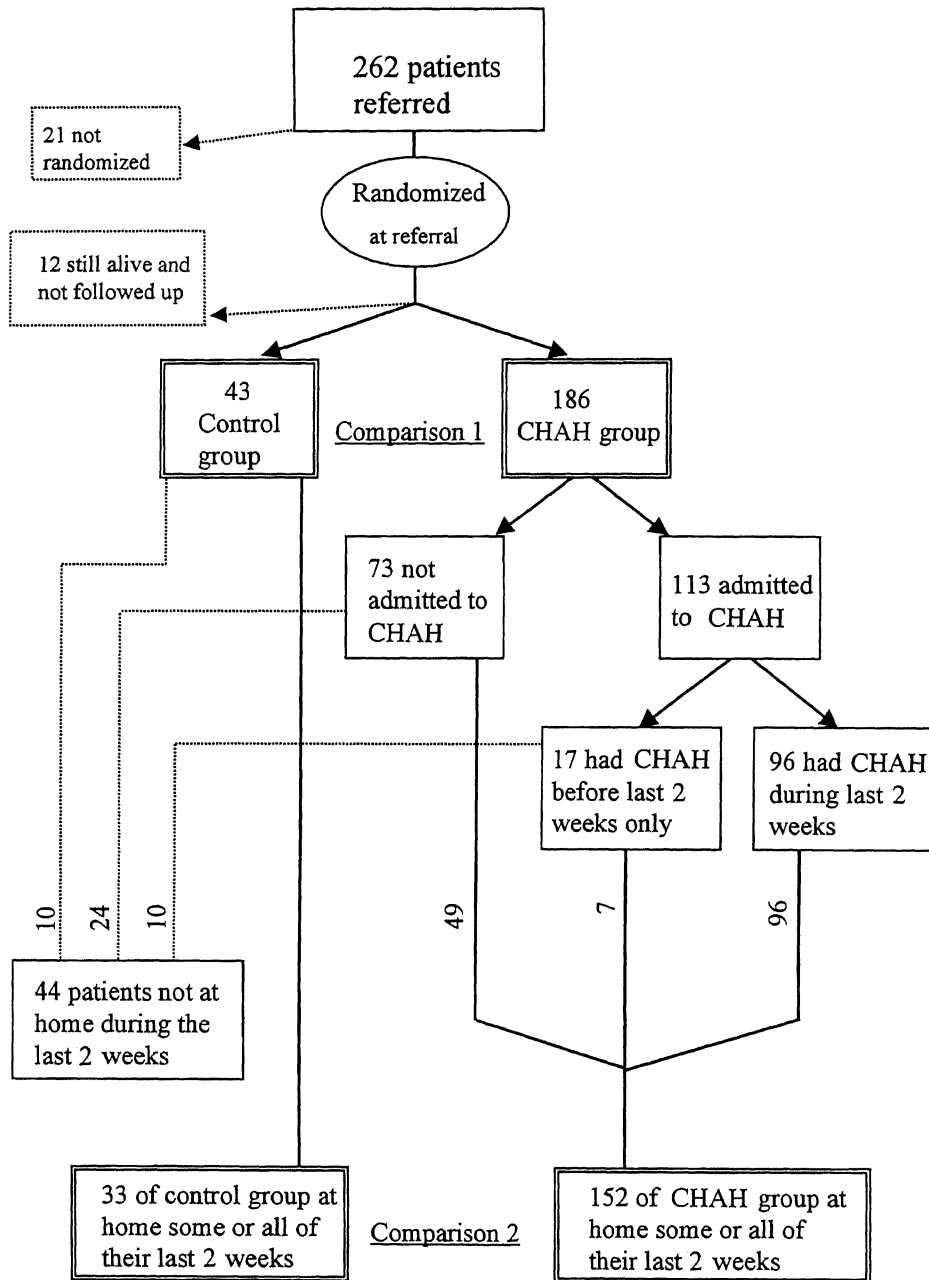 262 patients
referred
21 not
randomized
Randomized
at referral
12 still alive and
not followed up
43
Control
group
Comparison 1
186
CHAH group
73 not
admitted to
CHAH
113 admitted
to CHAH
17 had CHAH
before last 2
weeks only
96 had CHAH
during last 2
weeks
10
24
10
49
7
96
44 patients not at
home during the
last 2 weeks
33 of control group at
home some or all of
their last 2 weeks
Comparison 2
152 of CHAH group at
home some or all of
their last 2 weeks